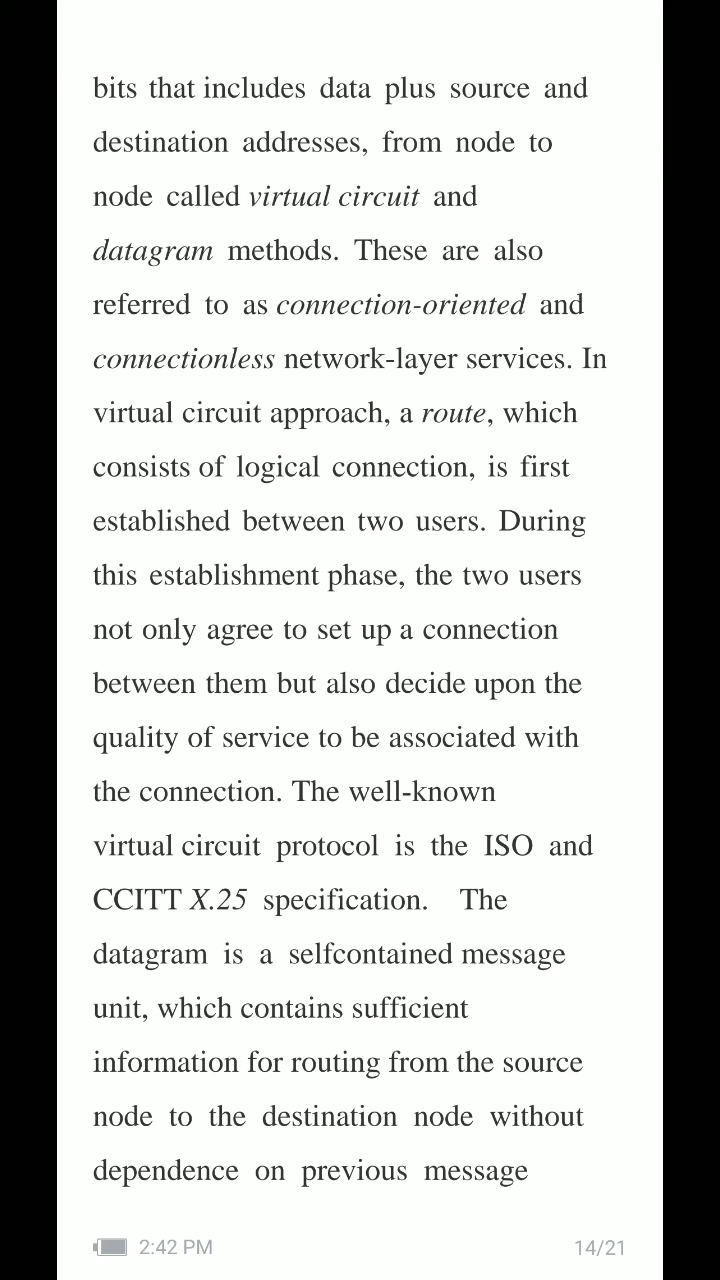 bits that includes data plus source and
destination addresses, from node to
node called virtual circuit and
datagram methods. These are also
referred to as connection-oriented and
connectionless network-layer services. In
virtual circuit approach, a route, which
consists of logical connection, is first
established between two users. During
this establishment phase, the two users
not only agree to set up a connection
between them but also decide upon the
quality of service to be associated with
the connection. The well-known
virtual circuit protocol is the ISO and
CCITT X.25 specification. The
datagram is a selfcontained message
unit, which contains sufficient
information for routing from the source
node to the destination node without
dependence on previous message
2:42 PM 14/21